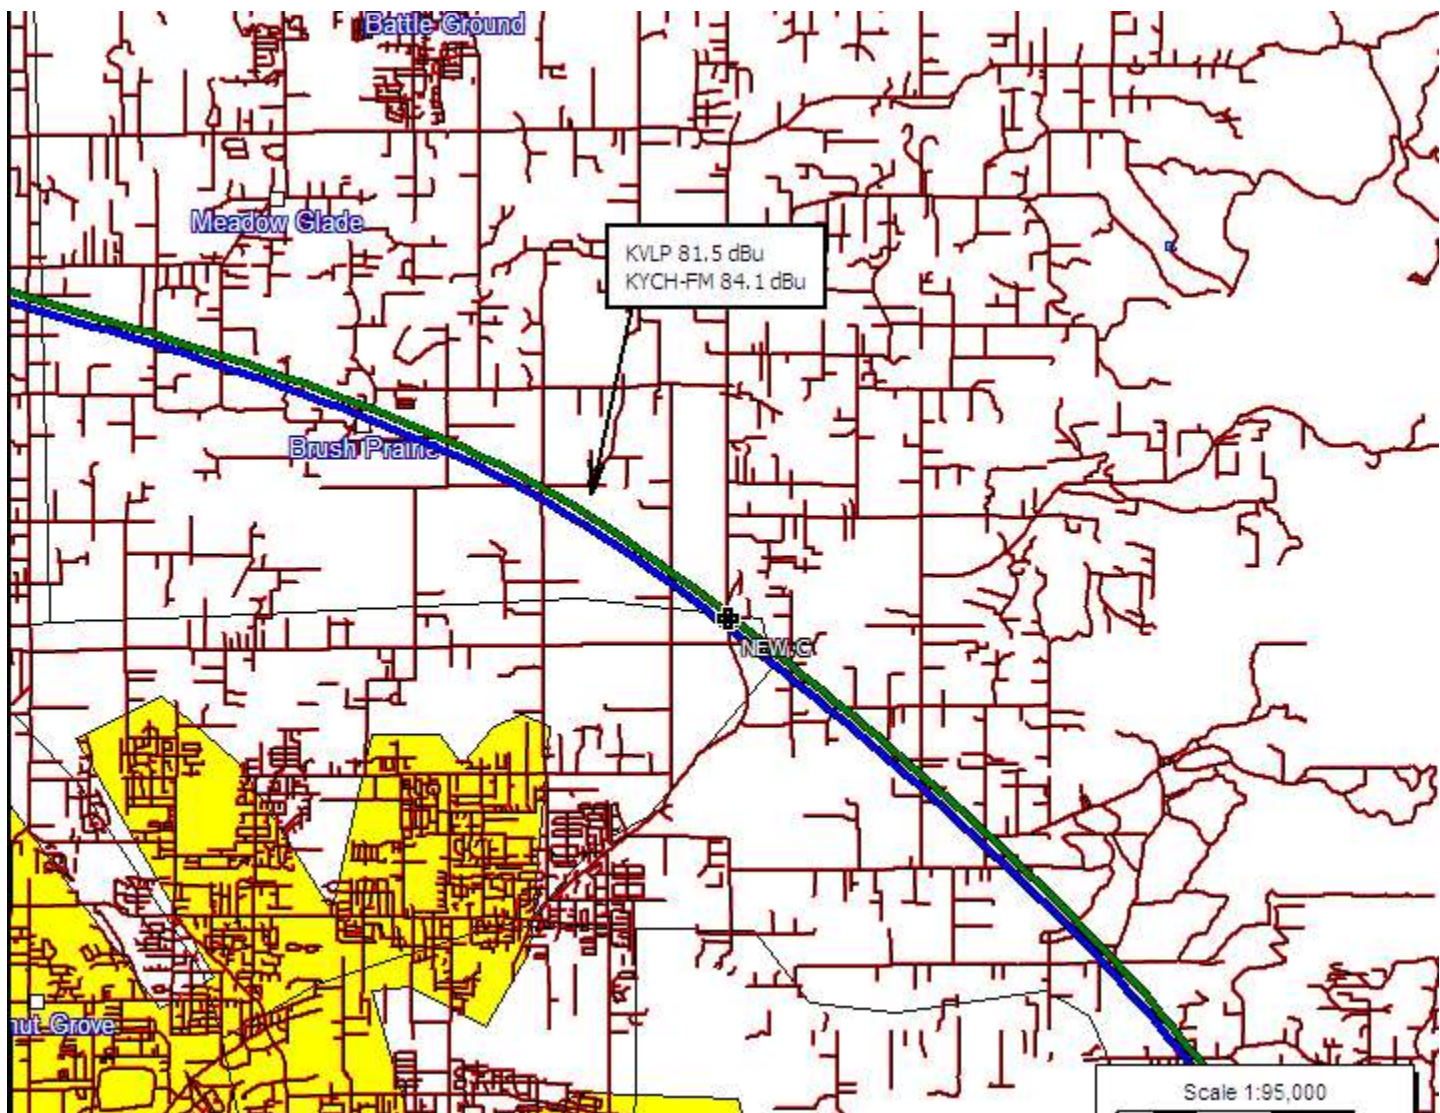 Battle Ground
Meadow Glade
KVLP 81.5 dBu
KYCH-FM 84.1 dBu
Brush Prairie
NEW.C
nut Grove
Scale 1:95,000